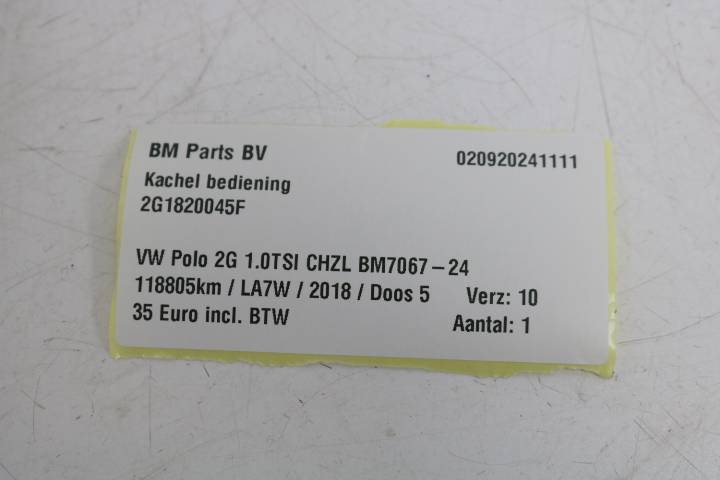 BM Parts BV 020920241111
Kachel bediening
2G1820045F
VW Polo 2G 1.0TSI CHZL BM7067-24
118805km / LA7W / 2018 / Doos 5 Verz: 10
35 Euro incl. BTW Aantal: 1